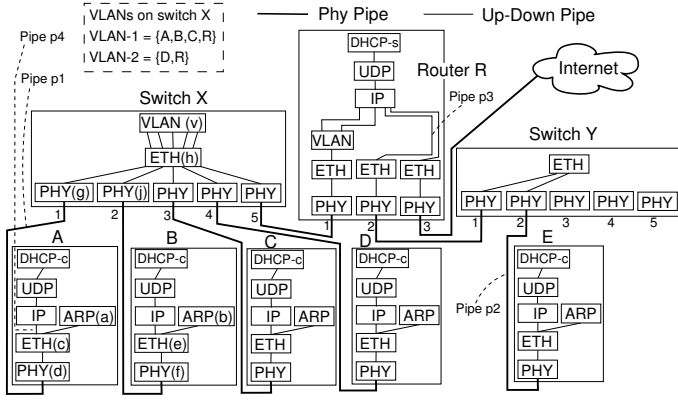 VLANs on switch X
VLAN-1 = {A,B,C,R}
VLAN-2 = {D,R}
Phy Pipe
Up-Down Pipe
Pipe p4
Pipe p1
Switch X
VLAN (v)
ETH(h)
PHY(g) PHY(j) PHY PHY PHY
1 2 3 4 5
DHCP-s
UDP
IP
Router R
Pipe p3
VLAN
ETH ETH ETH
PHY PHY PHY
1 2 3
Internet
Switch Y
ETH
PHY PHY PHY PHY PHY
1 2 3 4 5
A
DHCP-c
UDP
IP ARP(a)
ETH(c)
PHY(d)
B
DHCP-c
UDP
IP ARP(b)
ETH(e)
PHY(f)
C
DHCP-c
UDP
IP ARP
ETH
PHY
D
DHCP-c
UDP
IP ARP
ETH
PHY
Pipe p2
E
DHCP-c
UDP
IP ARP
ETH
PHY